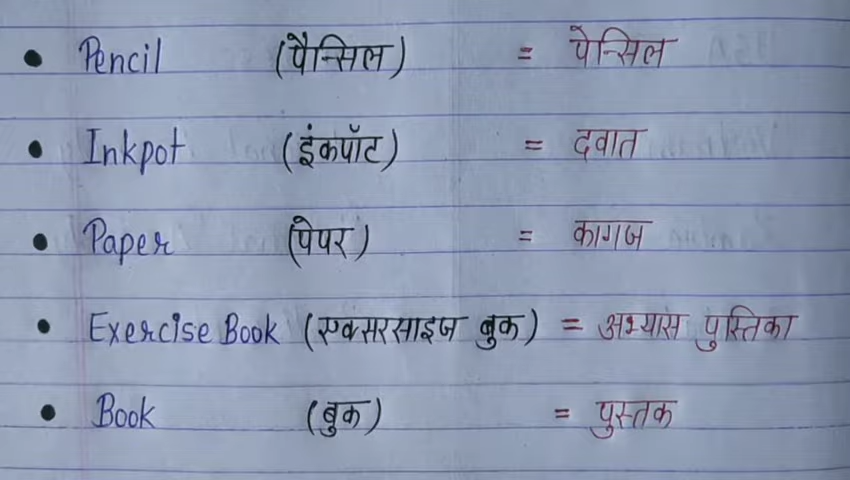 • Pencil (पैन्सिल) = पेन्सिल
• Inkpot (इंकपॉट) = दवात
• Paper (पेपर) = कागज
• Exercise Book (एक्सरसाइज बुक) = अभ्यास पुस्तिका
• Book (बुक) = पुस्तक